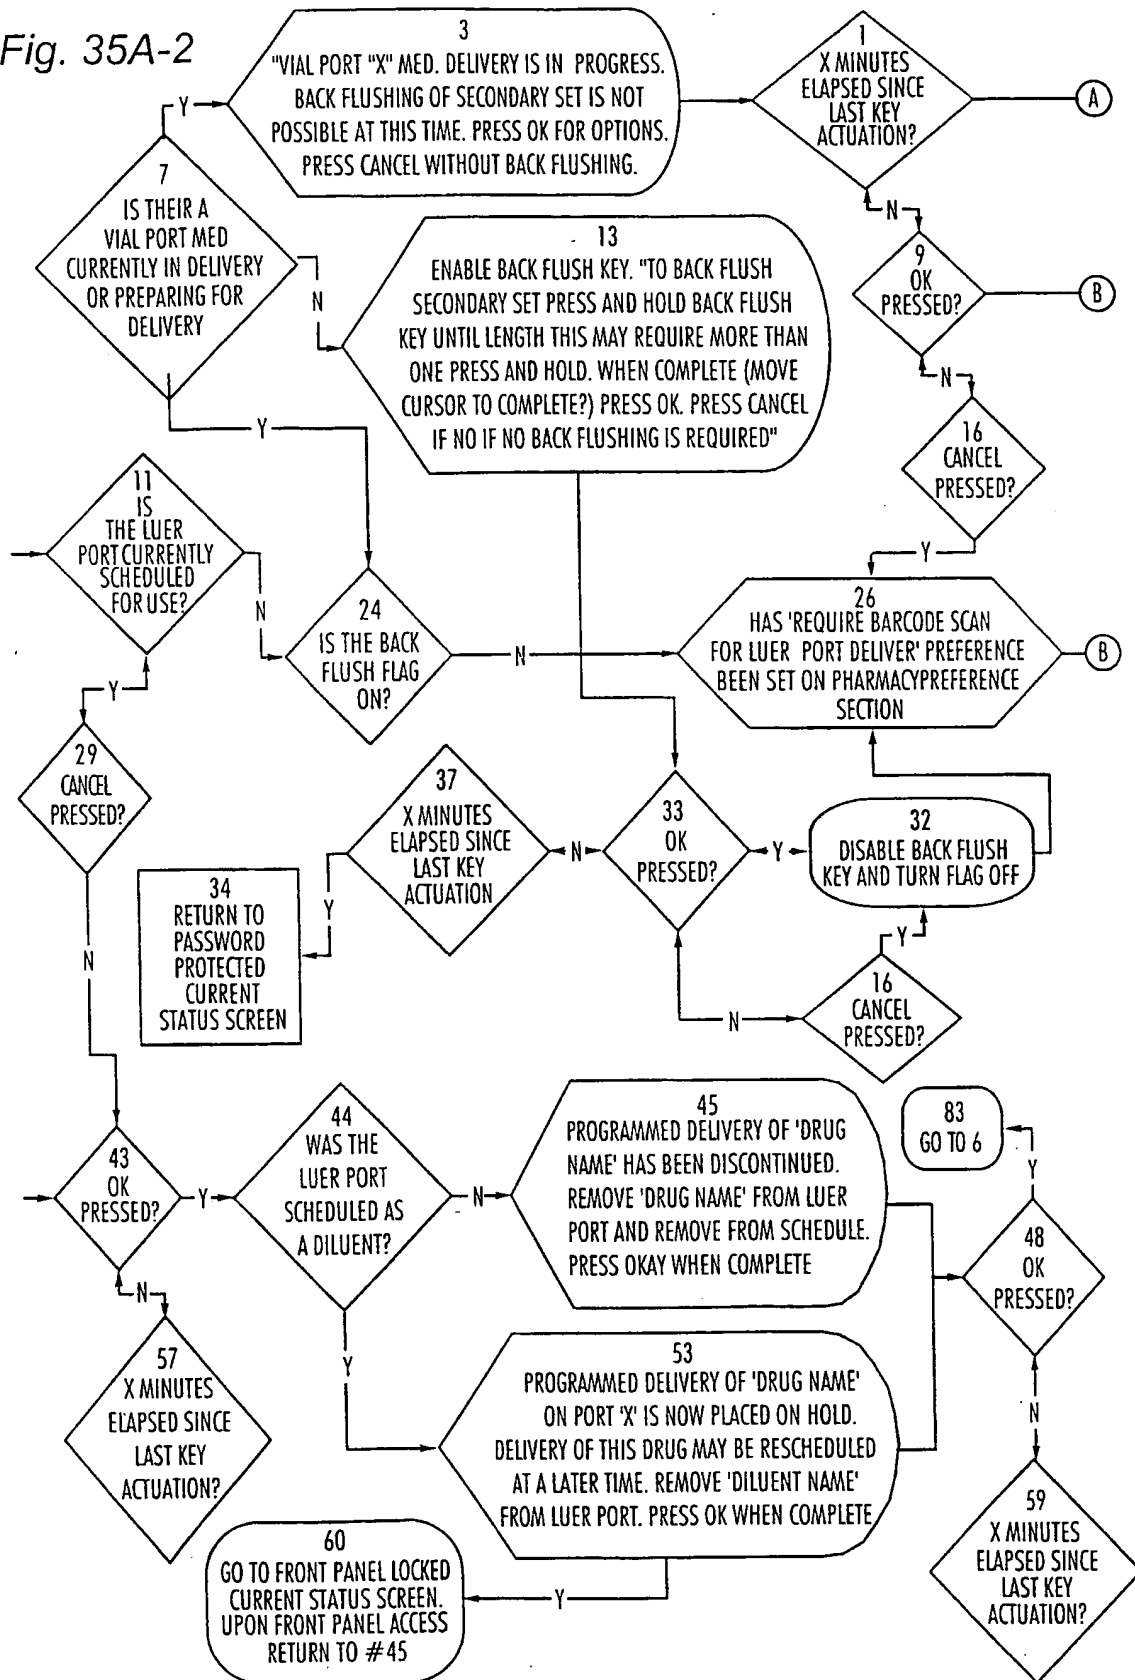 Fig. 35A-2
3
"VIAL PORT "X" MED. DELIVERY IS IN PROGRESS.
BACK FLUSHING OF SECONDARY SET IS NOT
POSSIBLE AT THIS TIME. PRESS OK FOR OPTIONS.
PRESS CANCEL WITHOUT BACK FLUSHING.
1
X MINUTES
ELAPSED SINCE
LAST KEY
ACTUATION?
A
Y
7
IS THEIR A
VIAL PORT MED
CURRENTLY IN DELIVERY
OR PREPARING FOR
DELIVERY
N
Y
13
ENABLE BACK FLUSH KEY. "TO BACK FLUSH
SECONDARY SET PRESS AND HOLD BACK FLUSH
KEY UNTIL LENGTH THIS MAY REQUIRE MORE THAN
ONE PRESS AND HOLD. WHEN COMPLETE (MOVE
CURSOR TO COMPLETE?) PRESS OK. PRESS CANCEL
IF NO IF NO BACK FLUSHING IS REQUIRED"
N
9
OK
PRESSED?
B
N
16
CANCEL
PRESSED?
Y
11
IS
THE LUER
PORT CURRENTLY
SCHEDULED
FOR USE?
N
Y
24
IS THE BACK
FLUSH FLAG
ON?
N
26
HAS 'REQUIRE BARCODE SCAN
FOR LUER PORT DELIVER' PREFERENCE
BEEN SET ON PHARMACYPREFERENCE
SECTION
B
29
CANCEL
PRESSED?
N
37
X MINUTES
ELAPSED SINCE
LAST KEY
ACTUATION
N
Y
33
OK
PRESSED?
Y
N
32
DISABLE BACK FLUSH
KEY AND TURN FLAG OFF
Y
34
RETURN TO
PASSWORD
PROTECTED
CURRENT
STATUS SCREEN
16
CANCEL
PRESSED?
43
OK
PRESSED?
Y
N
44
WAS THE
LUER PORT
SCHEDULED AS
A DILUENT?
N
Y
45
PROGRAMMED DELIVERY OF 'DRUG
NAME' HAS BEEN DISCONTINUED.
REMOVE 'DRUG NAME' FROM LUER
PORT AND REMOVE FROM SCHEDULE.
PRESS OKAY WHEN COMPLETE
83
GO TO 6
Y
48
OK
PRESSED?
N
57
X MINUTES
ELAPSED SINCE
LAST KEY
ACTUATION?
53
PROGRAMMED DELIVERY OF 'DRUG NAME'
ON PORT 'X' IS NOW PLACED ON HOLD.
DELIVERY OF THIS DRUG MAY BE RESCHEDULED
AT A LATER TIME. REMOVE 'DILUENT NAME'
FROM LUER PORT. PRESS OK WHEN COMPLETE
59
X MINUTES
ELAPSED SINCE
LAST KEY
ACTUATION?
Y
60
GO TO FRONT PANEL LOCKED
CURRENT STATUS SCREEN.
UPON FRONT PANEL ACCESS
RETURN TO #45